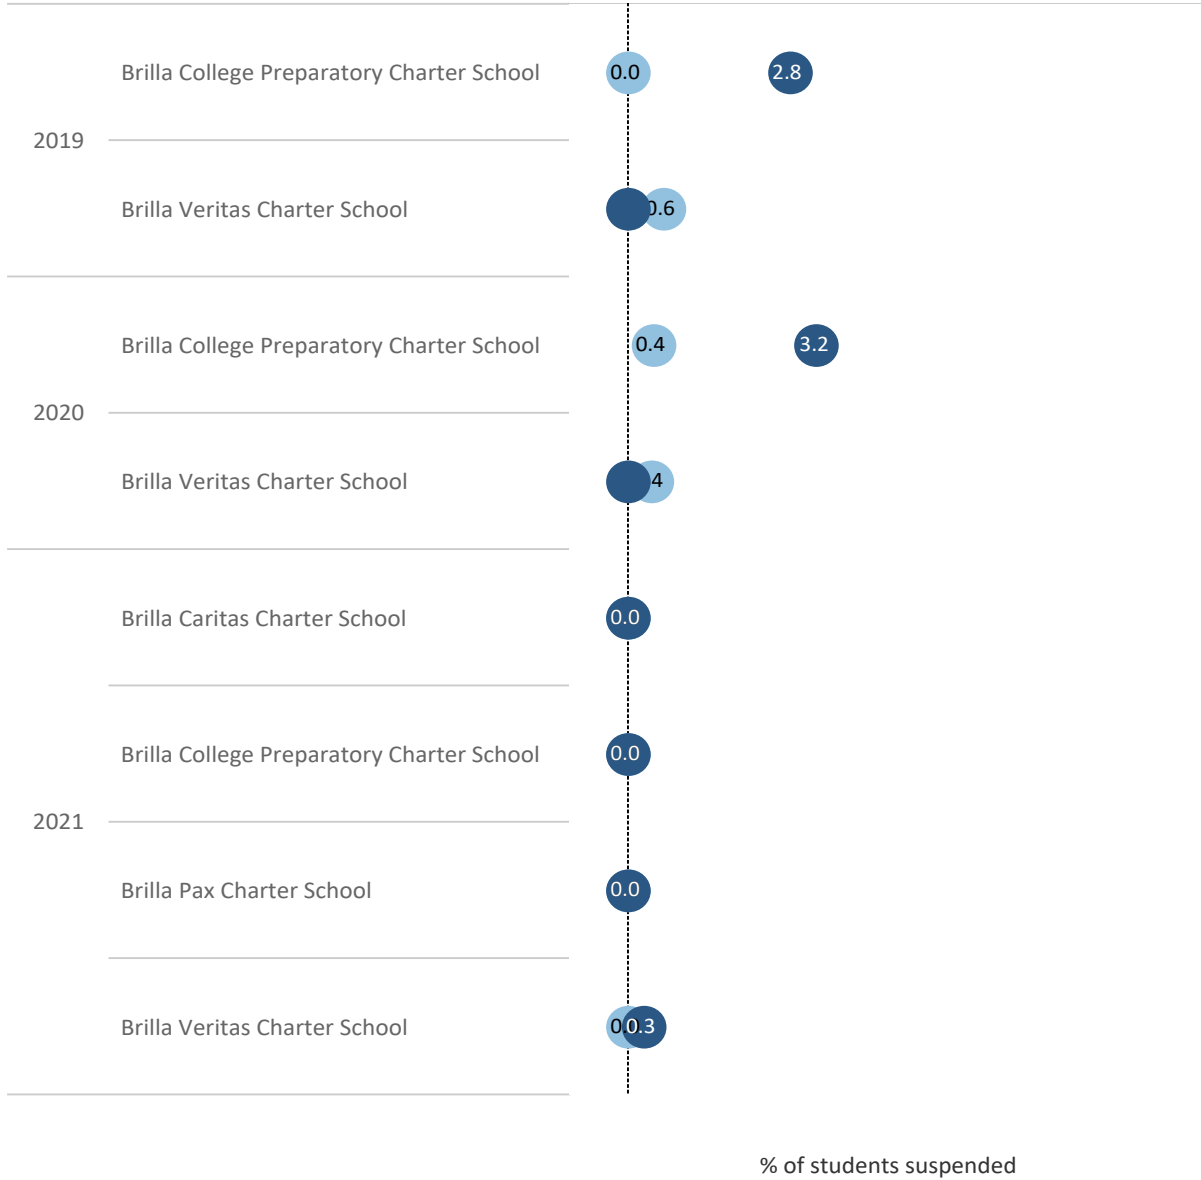 Brilla College Preparatory Charter School 0.0 2.8
2019
Brilla Veritas Charter School 0.6
Brilla College Preparatory Charter School 0.4 3.2
2020
Brilla Veritas Charter School 4
Brilla Caritas Charter School 0.0
Brilla College Preparatory Charter School 0.0
2021
Brilla Pax Charter School 0.0
Brilla Veritas Charter School 0.0 0.3
% of students suspended